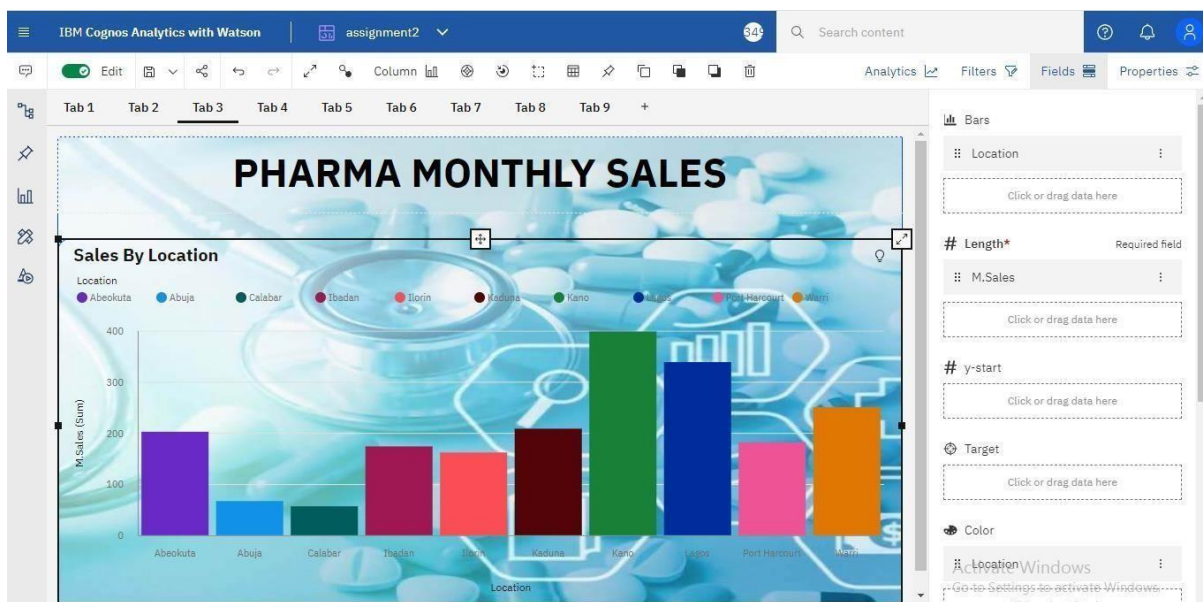 IBM Cognos Analytics with Watson
assignment2
Search content
Edit
Column
Analytics
Filters
Fields
Properties
Tab 1 Tab 2 Tab 3 Tab 4 Tab 5 Tab 6 Tab 7 Tab 8 Tab 9 +
PHARMA MONTHLY SALES
Sales By Location
Location
Abeokuta Abuja Calabar Ibadan Ilorin Kaduna Kano Lagos Port Harcourt Warri
400
300
200
100
0
M.Sales (Sum)
Abeokuta Abuja Calabar Ibadan Ilorin Kaduna Kano Lagos Port Harcourt Warri
Location
Bars
Location
Click or drag data here
# Length* Required field
M.Sales
Click or drag data here
# y-start
Click or drag data here
Target
Click or drag data here
Color
Location
Activate Windows
Go to Settings to activate Windows.